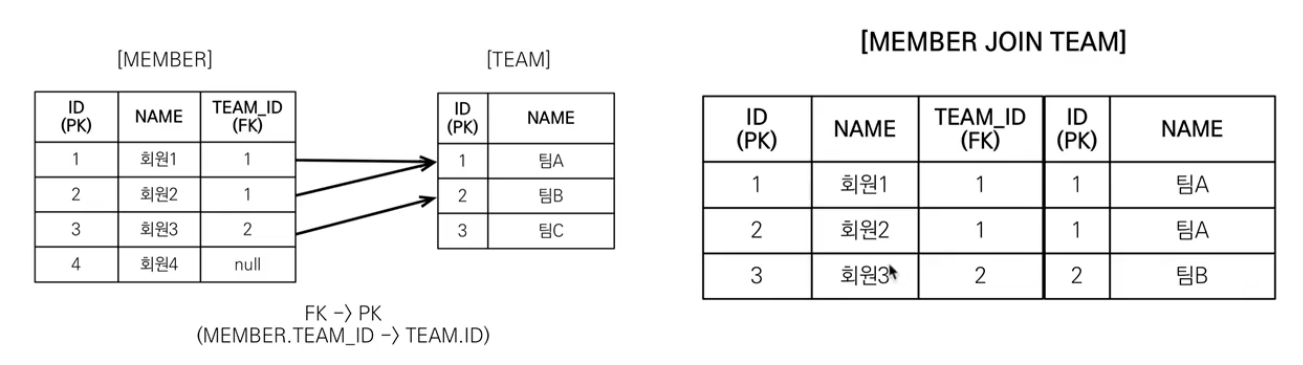 [MEMBER]
ID (PK) NAME TEAM_ID (FK)
1 회원1 1
2 회원2 1
3 회원3 2
4 회원4 null
[TEAM]
ID (PK) NAME
1 팀A
2 팀B
3 팀C
FK -> PK
(MEMBER.TEAM_ID -> TEAM.ID)
[MEMBER JOIN TEAM]
ID (PK) NAME TEAM_ID (FK) ID (PK) NAME
1 회원1 1 1 팀A
2 회원2 1 1 팀A
3 회원3 2 2 팀B